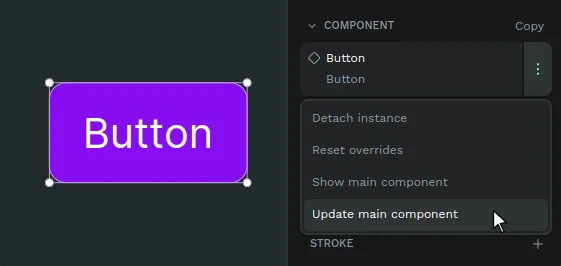 Button
COMPONENT
Copy
Button
Button
Detach instance
Reset overrides
Show main component
Update main component
STROKE